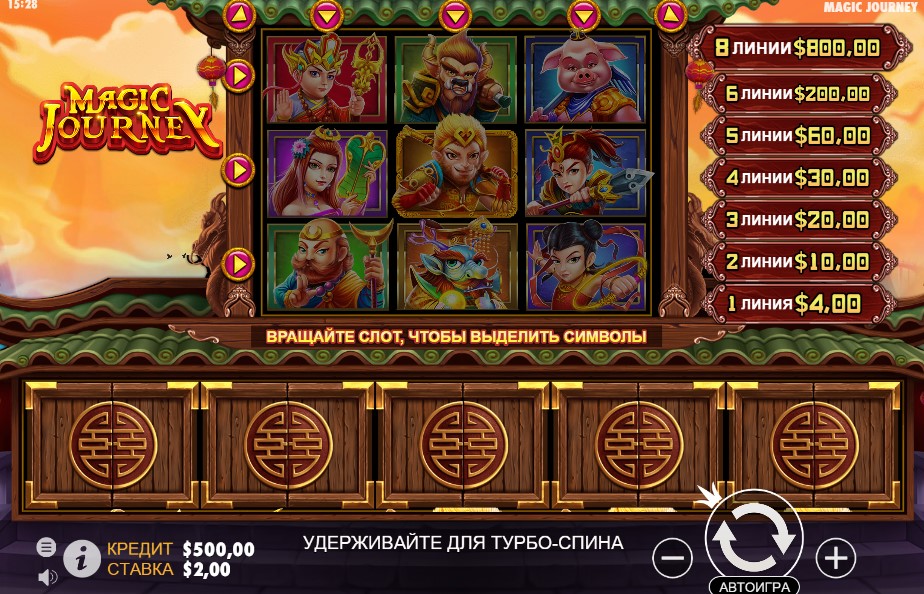 15:28
MAGIC JOURNEY
MAGIC
JOURNEY
8 ЛИНИИ $800,00
6 ЛИНИИ $200,00
5 ЛИНИИ $60,00
4 ЛИНИИ $30,00
3 ЛИНИИ $20,00
2 ЛИНИИ $10,00
1 ЛИНИЯ $4,00
ВРАЩАЙТЕ СЛОТ, ЧТОБЫ ВЫДЕЛИТЬ СИМВОЛЫ
УДЕРЖИВАЙТЕ ДЛЯ ТУРБО-СПИНА
КРЕДИТ $500,00
СТАВКА $2,00
АВТОИГРА